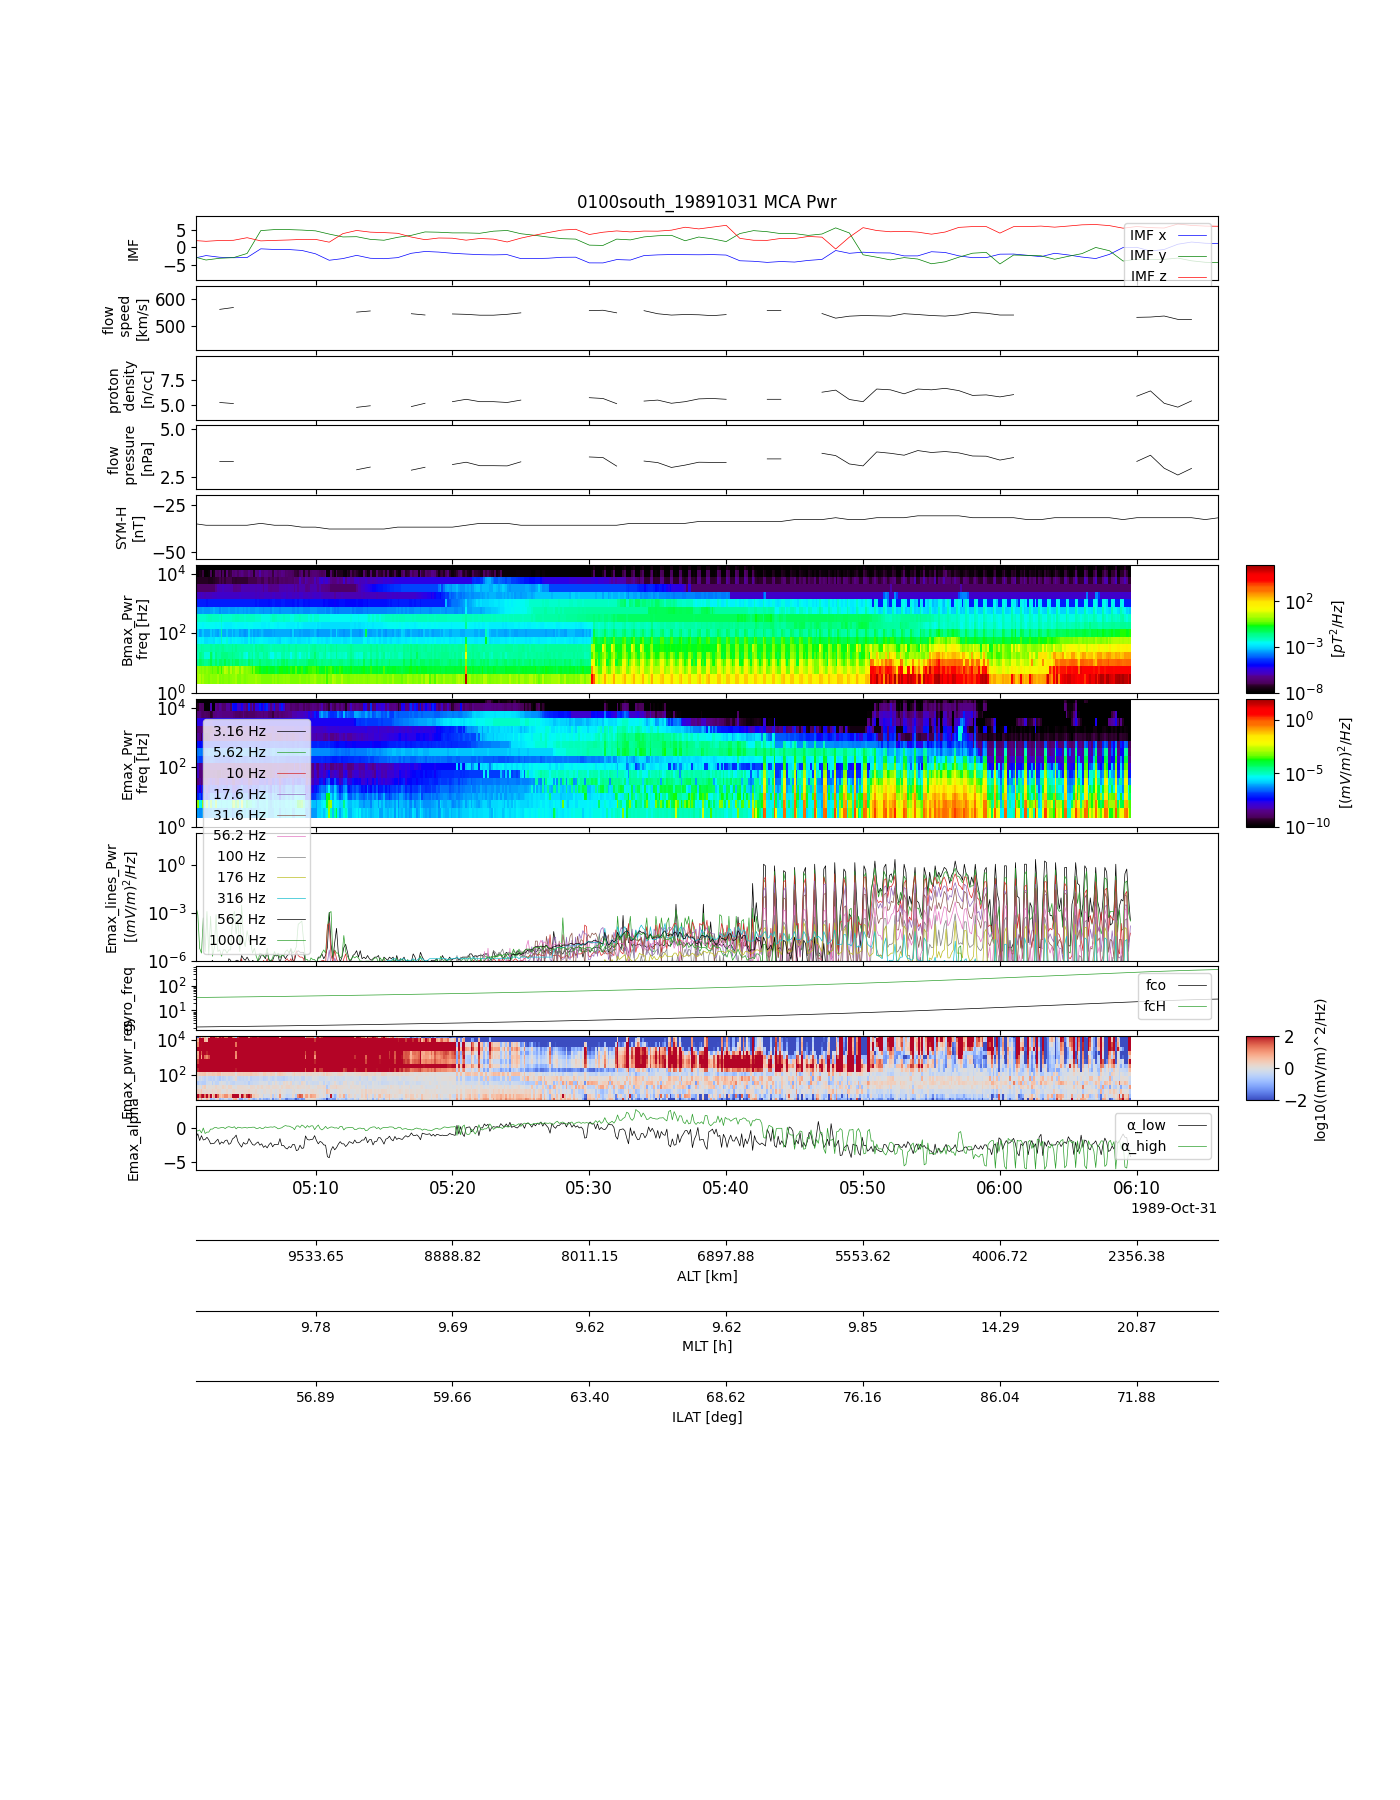 0100south_19891031 MCA Pwr
IMF
5
0
−5
IMF x
IMF y
IMF z
flow
speed
[km/s]
600
500
proton
density
[n/cc]
7.5
5.0
flow
pressure
[nPa]
5.0
2.5
SYM-H
[nT]
−25
−50
Bmax_Pwr
freq [Hz]
10^4
10^2
10^0
10^2
10^−3
10^−8
[pT^2/Hz]
Emax_Pwr
freq [Hz]
10^4
10^2
10^0
3.16 Hz
5.62 Hz
10 Hz
17.6 Hz
31.6 Hz
56.2 Hz
100 Hz
176 Hz
316 Hz
562 Hz
1000 Hz
10^0
10^−5
10^−10
[(mV/m)^2/Hz]
Emax_lines_Pwr
[(mV/m)^2/Hz]
10^0
10^−3
10^−6
gyro_freq
10^2
10^1
fco
fcH
Emax_pwr_reg
10^4
10^2
2
0
−2
log10((mV/m)^2/Hz)
Emax_alpha
0
−5
α_low
α_high
05:10 05:20 05:30 05:40 05:50 06:00 06:10
1989-Oct-31
9533.65 8888.82 8011.15 6897.88 5553.62 4006.72 2356.38
ALT [km]
9.78 9.69 9.62 9.62 9.85 14.29 20.87
MLT [h]
56.89 59.66 63.40 68.62 76.16 86.04 71.88
ILAT [deg]